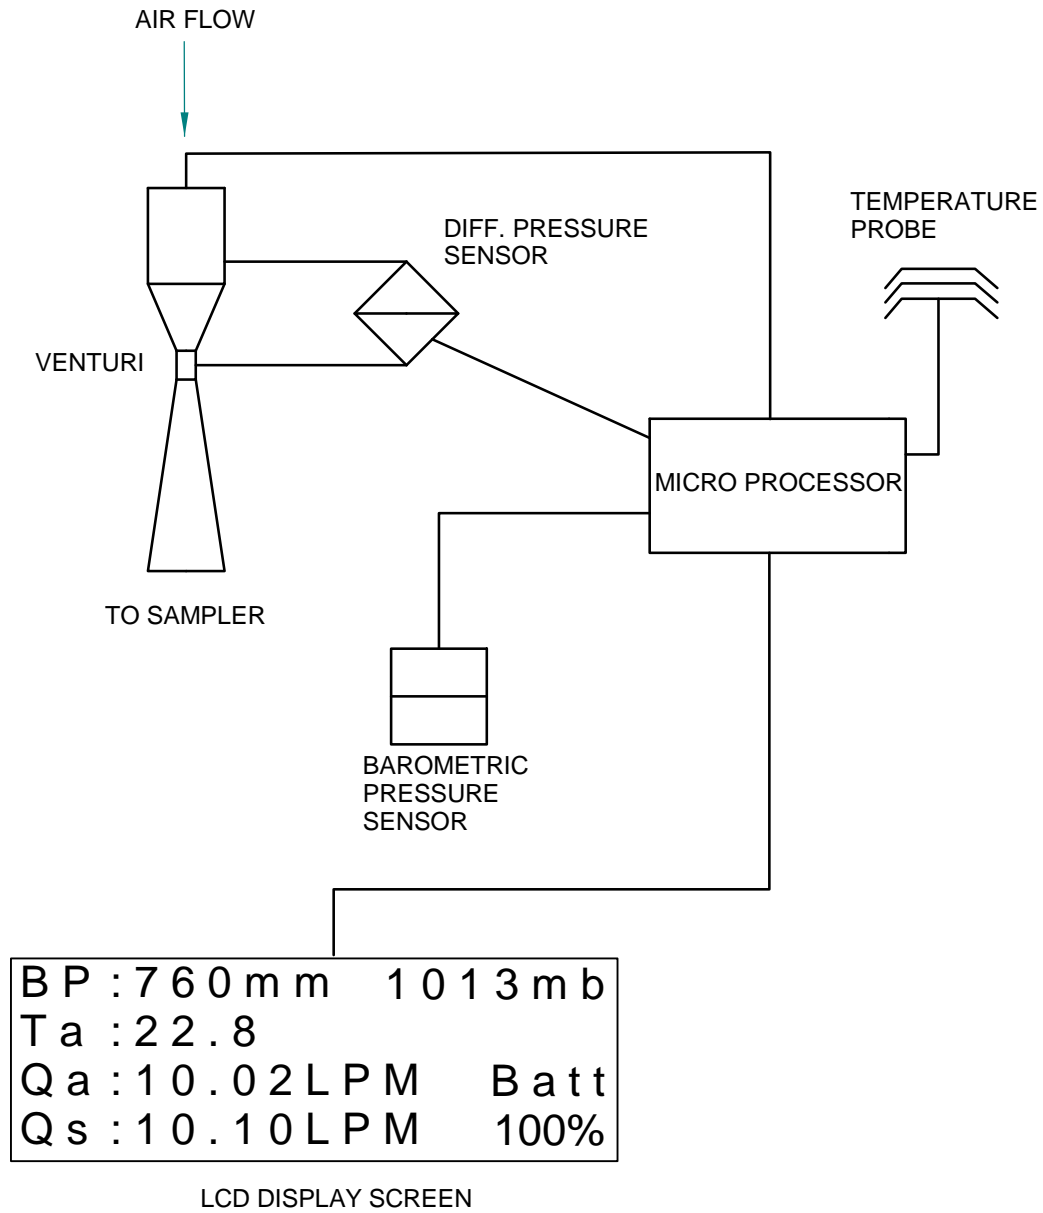 AIR FLOW
TEMPERATURE
PROBE
DIFF. PRESSURE
SENSOR
VENTURI
MICRO PROCESSOR
TO SAMPLER
BAROMETRIC
PRESSURE
SENSOR
BP:760mm 1013mb
Ta:22.8
Qa:10.02LPM Batt
Qs:10.10LPM 100%
LCD DISPLAY SCREEN